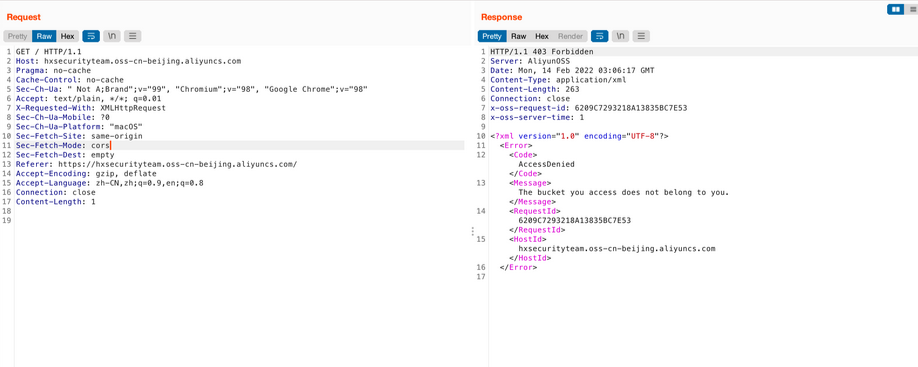 Request
Pretty Raw Hex \n
1 GET / HTTP/1.1
2 Host: hxsecurityteam.oss-cn-beijing.aliyuncs.com
3 Pragma: no-cache
4 Cache-Control: no-cache
5 Sec-Ch-Ua: " Not A;Brand";v="99", "Chromium";v="98", "Google Chrome";v="98"
6 Accept: text/plain, */*; q=0.01
7 X-Requested-With: XMLHttpRequest
8 Sec-Ch-Ua-Mobile: ?0
9 Sec-Ch-Ua-Platform: "macOS"
10 Sec-Fetch-Site: same-origin
11 Sec-Fetch-Mode: cors
12 Sec-Fetch-Dest: empty
13 Referer: https://hxsecurityteam.oss-cn-beijing.aliyuncs.com/
14 Accept-Encoding: gzip, deflate
15 Accept-Language: zh-CN,zh;q=0.9,en;q=0.8
16 Connection: close
17 Content-Length: 1
18
19
Response
Pretty Raw Hex Render \n
1 HTTP/1.1 403 Forbidden
2 Server: AliyunOSS
3 Date: Mon, 14 Feb 2022 03:06:17 GMT
4 Content-Type: application/xml
5 Content-Length: 263
6 Connection: close
7 x-oss-request-id: 6209C7293218A13835BC7E53
8 x-oss-server-time: 1
9
10 <?xml version="1.0" encoding="UTF-8"?>
11 <Error>
12 <Code>
AccessDenied
</Code>
13 <Message>
The bucket you access does not belong to you.
</Message>
14 <RequestId>
6209C7293218A13835BC7E53
</RequestId>
15 <HostId>
hxsecurityteam.oss-cn-beijing.aliyuncs.com
</HostId>
16 </Error>
17